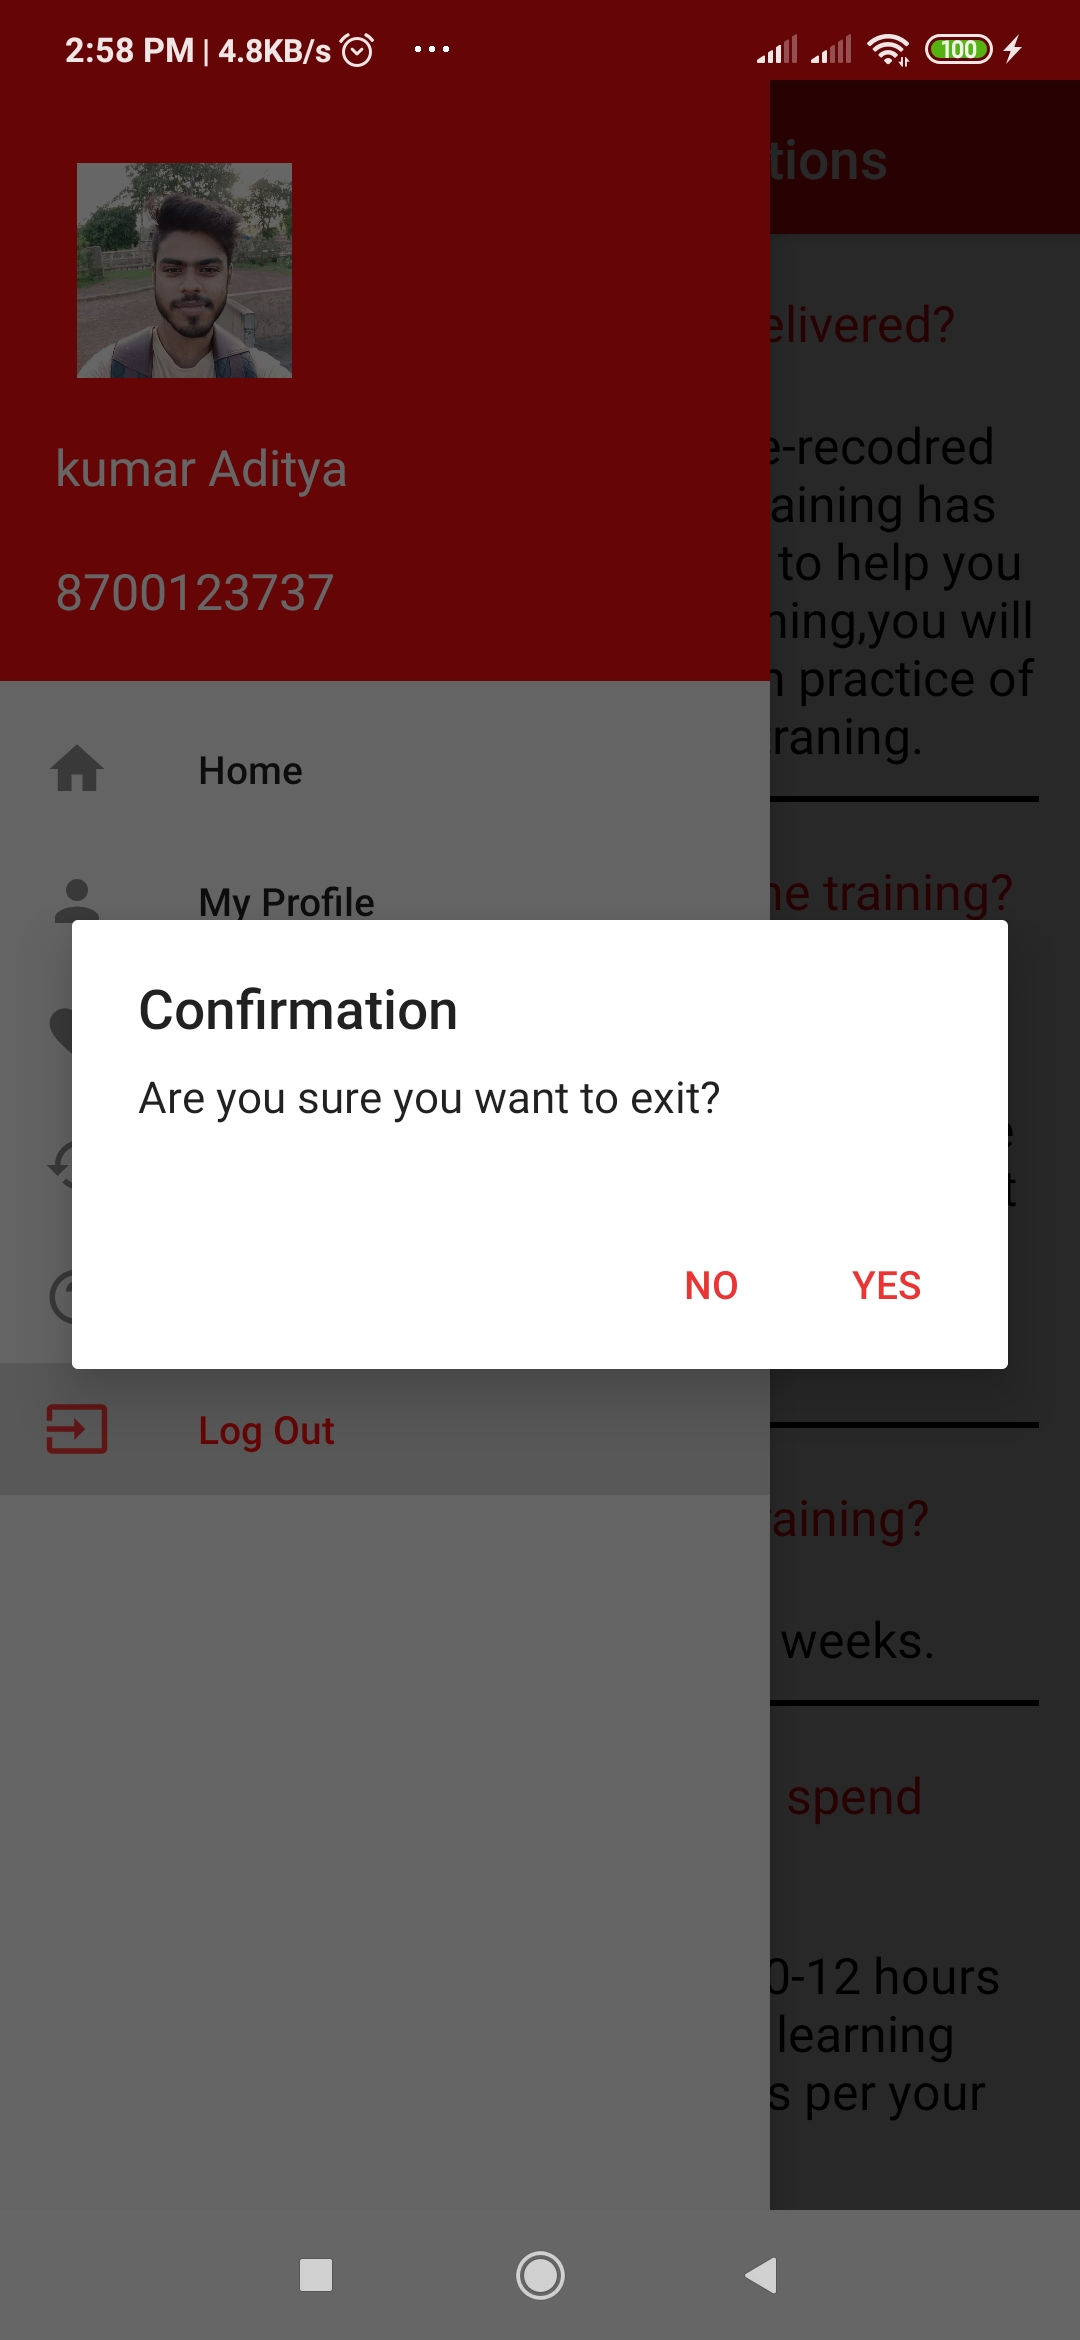 2:58 PM | 4.8KB/s
100
tions
kumar Aditya
8700123737
Home
My Profile
Log Out
Confirmation
Are you sure you want to exit?
NO YES
elivered?
e-recodred
aining has
to help you
ning,you will
n practice of
raning.
ne training?
e
t
aining?
weeks.
spend
0-12 hours
learning
s per your